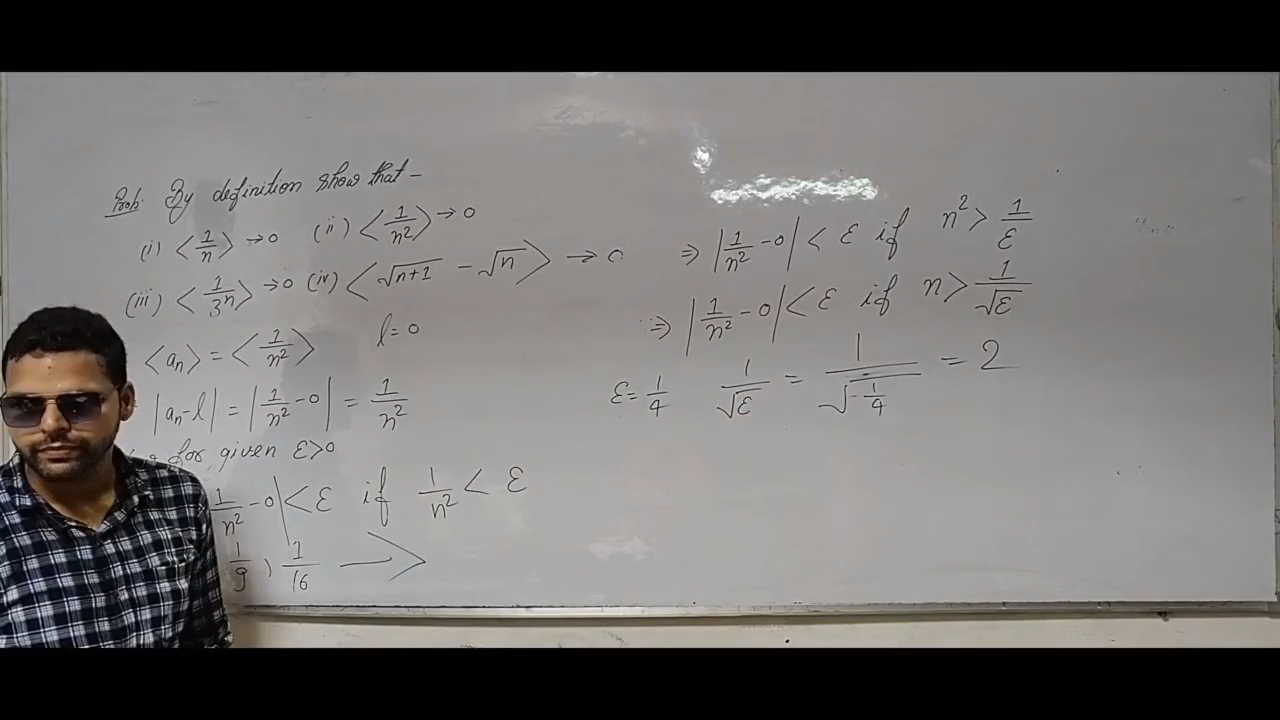 Prob. By definition show that –
(i) <1/n> → 0 (ii) <1/n²> → 0
(iii) <1/3n> → 0 (iv) <√n+1 - √n> → 0
<an> = <1/n²> l = 0
|an - l| = |1/n² - 0| = 1/n²
for given ε>0
1/n² - 0| < ε if 1/n² < ε
1/9, 1/16 —>
⇒ |1/n² - 0| < ε if n² > 1/ε
⇒ |1/n² - 0| < ε if n > 1/√ε
ε = 1/4 1/√ε = 1/√1/4 = 2